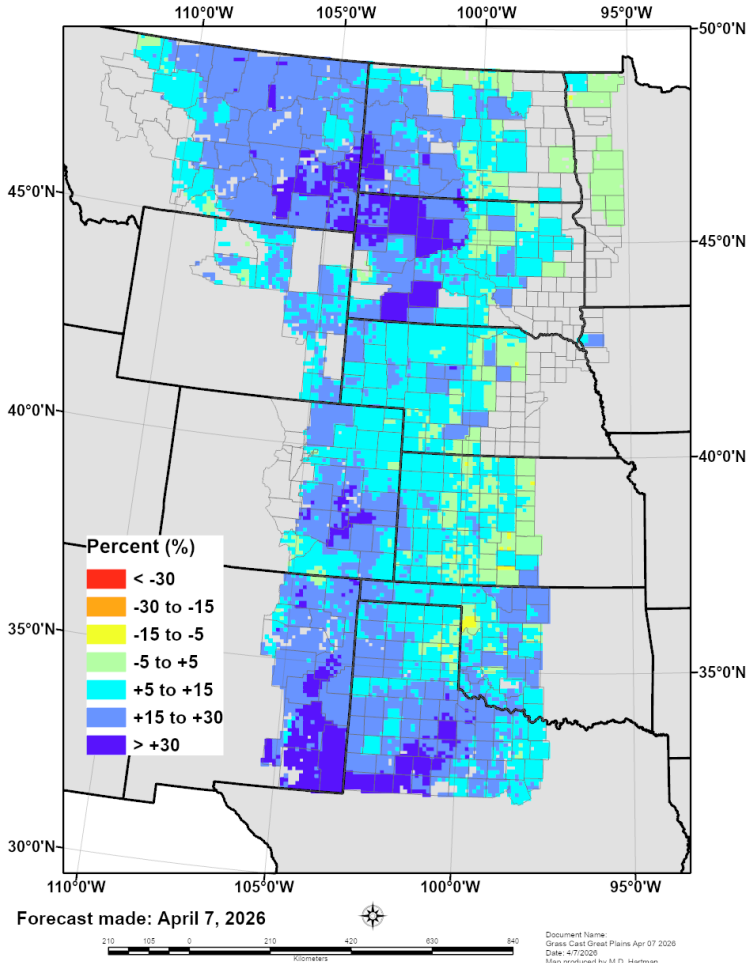 110°0'W 105°0'W 100°0'W 95°0'W
50°0'N
45°0'N
45°0'N
40°0'N
40°0'N
Percent (%)
< -30
-30 to -15
-15 to -5
-5 to +5
+5 to +15
+15 to +30
> +30
35°0'N
35°0'N
30°0'N
110°0'W 105°0'W 100°0'W 95°0'W
Forecast made: April 7, 2026
210 105 0 210 420 630 840
Kilometers
Document Name:
Grass Cast Great Plains Apr 07 2026
Date: 4/7/2026
Map produced by M.D. Hartman